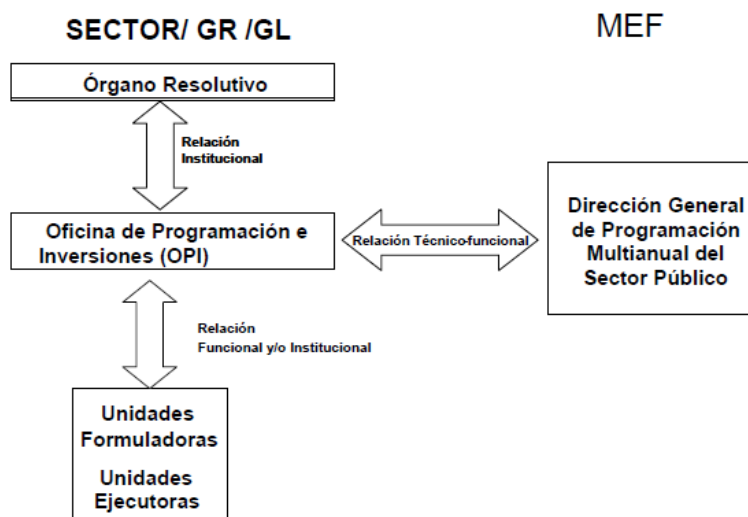 SECTOR/ GR /GL
MEF
Órgano Resolutivo
Relación
Institucional
Oficina de Programación e
Inversiones (OPI)
Relación Técnico-funcional
Dirección General
de Programación
Multianual del
Sector Público
Relación
Funcional y/o Institucional
Unidades
Formuladoras
Unidades
Ejecutoras